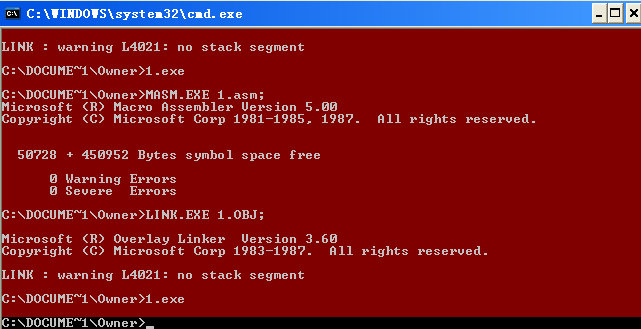 C:\WINDOWS\system32\cmd.exe
LINK : warning L4021: no stack segment
C:\DOCUME~1\Owner>1.exe
C:\DOCUME~1\Owner>MASM.EXE 1.asm;
Microsoft (R) Macro Assembler Version 5.00
Copyright (C) Microsoft Corp 1981-1985, 1987.  All rights reserved.
50728 + 450952 Bytes symbol space free
0 Warning Errors
0 Severe  Errors
C:\DOCUME~1\Owner>LINK.EXE 1.OBJ;
Microsoft (R) Overlay Linker  Version 3.60
Copyright (C) Microsoft Corp 1983-1987.  All rights reserved.
LINK : warning L4021: no stack segment
C:\DOCUME~1\Owner>1.exe
C:\DOCUME~1\Owner>_